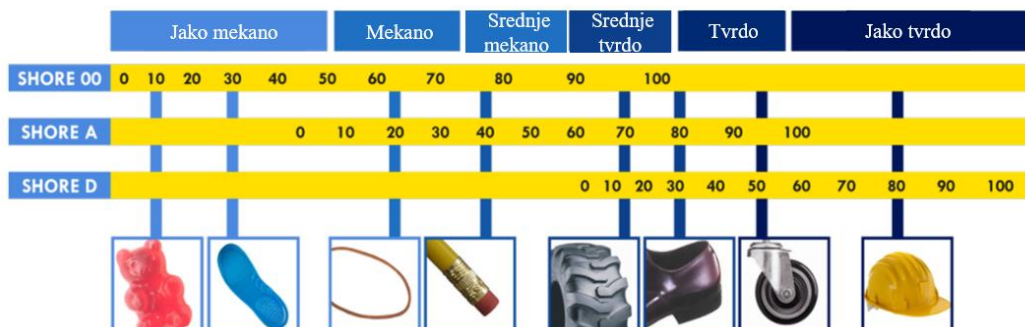 Jako mekano
Mekano
Srednje
mekano
Srednje
tvrdo
Tvrdo
Jako tvrdo
SHORE 00 0 10 20 30 40 50 60 70 80 90 100
SHORE A 0 10 20 30 40 50 60 70 80 90 100
SHORE D 0 10 20 30 40 50 60 70 80 90 100